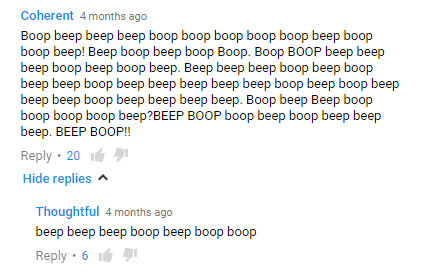 Coherent 4 months ago
Boop beep beep beep boop boop boop boop boop beep boop
boop beep! Beep boop beep boop Boop. Boop BOOP beep beep
beep boop beep boop beep. Beep beep beep boop beep boop
beep beep boop beep beep beep beep beep boop beep boop beep
beep beep boop beep beep beep beep. Boop beep Beep boop
boop boop boop beep?BEEP BOOP boop beep boop beep beep
beep. BEEP BOOP!!
Reply • 20
Hide replies
Thoughtful 4 months ago
beep beep beep boop beep boop boop
Reply • 6